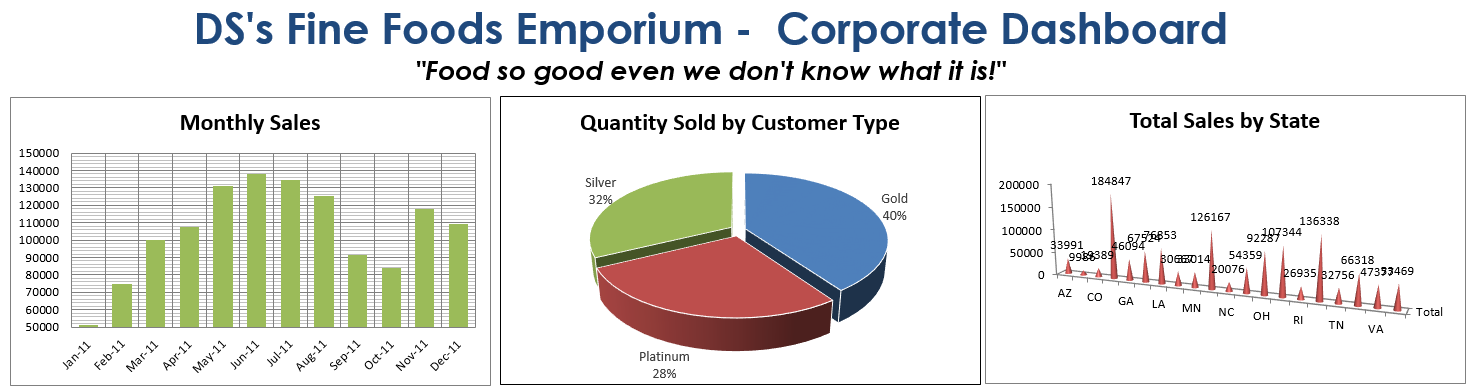 DS's Fine Foods Emporium - Corporate Dashboard
"Food so good even we don't know what it is!"
Monthly Sales
150000
140000
130000
120000
110000
100000
90000
80000
70000
60000
50000
Jan-11
Feb-11
Mar-11
Apr-11
May-11
Jun-11
Jul-11
Aug-11
Sep-11
Oct-11
Nov-11
Dec-11
Quantity Sold by Customer Type
Silver
32%
Gold
40%
Platinum
28%
Total Sales by State
200000
150000
100000
50000
0
33991
9986
19389
184847
46094
67524
76853
126167
20076
54359
92287
107344
26935
136338
32756
66318
47357
AZ
CO
GA
LA
MN
NC
OH
RI
TN
VA
Total